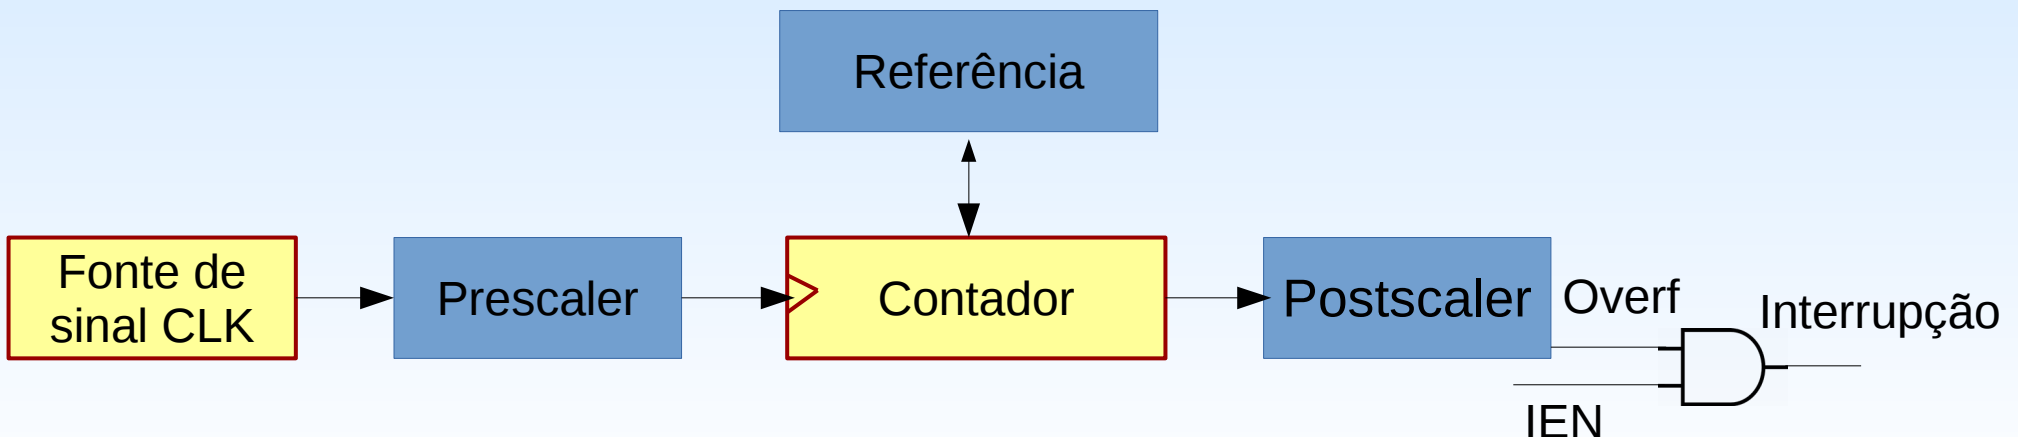 Referência
Fonte de
sinal CLK
Prescaler
Contador
Postscaler
Overf
Interrupção
IEN